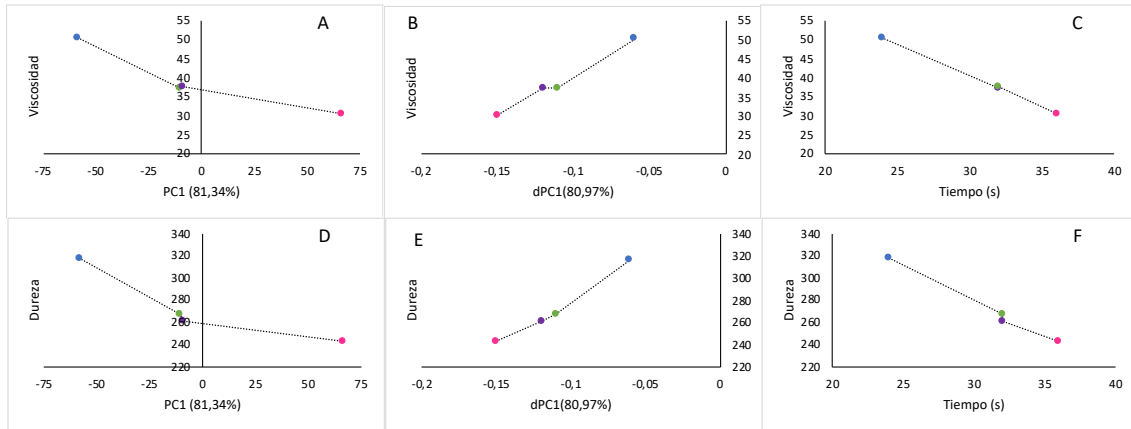 A
Viscosidad
55
50
45
40
35
30
25
20
-75 -50 -25 0 25 50 75
PC1 (81,34%)
B
Viscosidad
55
50
45
40
35
30
25
20
-0,2 -0,15 -0,1 -0,05 0
dPC1(80,97%)
C
Viscosidad
55
50
45
40
35
30
25
20
20 25 30 35 40
Tiempo (s)
D
Dureza
340
320
300
280
260
240
220
-75 -50 -25 0 25 50 75
PC1 (81,34%)
E
Dureza
340
320
300
280
260
240
220
-0,2 -0,15 -0,1 -0,05 0
dPC1(80,97%)
F
Dureza
340
320
300
280
260
240
220
20 25 30 35 40
Tiempo (s)